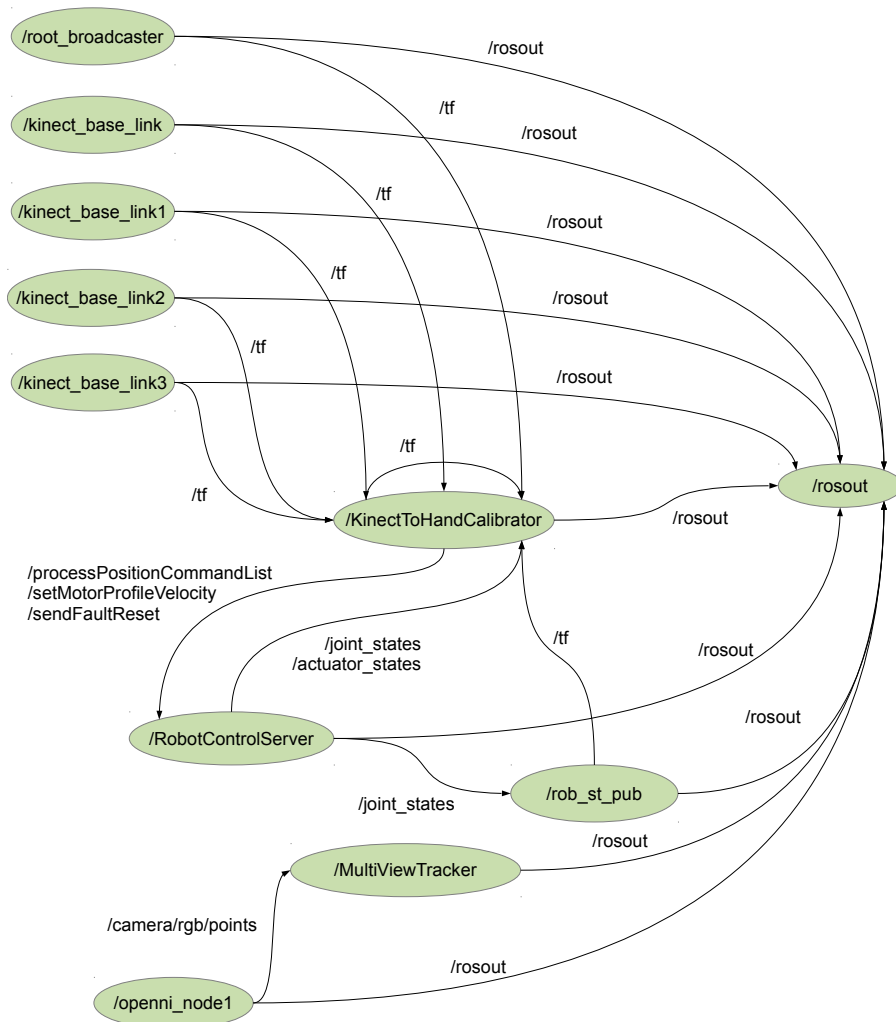 /root_broadcaster
/rosout
/tf
/kinect_base_link
/rosout
/tf
/kinect_base_link1
/rosout
/tf
/kinect_base_link2
/rosout
/tf
/kinect_base_link3
/rosout
/tf
/tf
/KinectToHandCalibrator
/rosout
/rosout
/processPositionCommandList
/setMotorProfileVelocity
/sendFaultReset
/joint_states
/actuator_states
/tf
/rosout
/RobotControlServer
/rosout
/joint_states
/rob_st_pub
/rosout
/MultiViewTracker
/camera/rgb/points
/rosout
/openni_node1